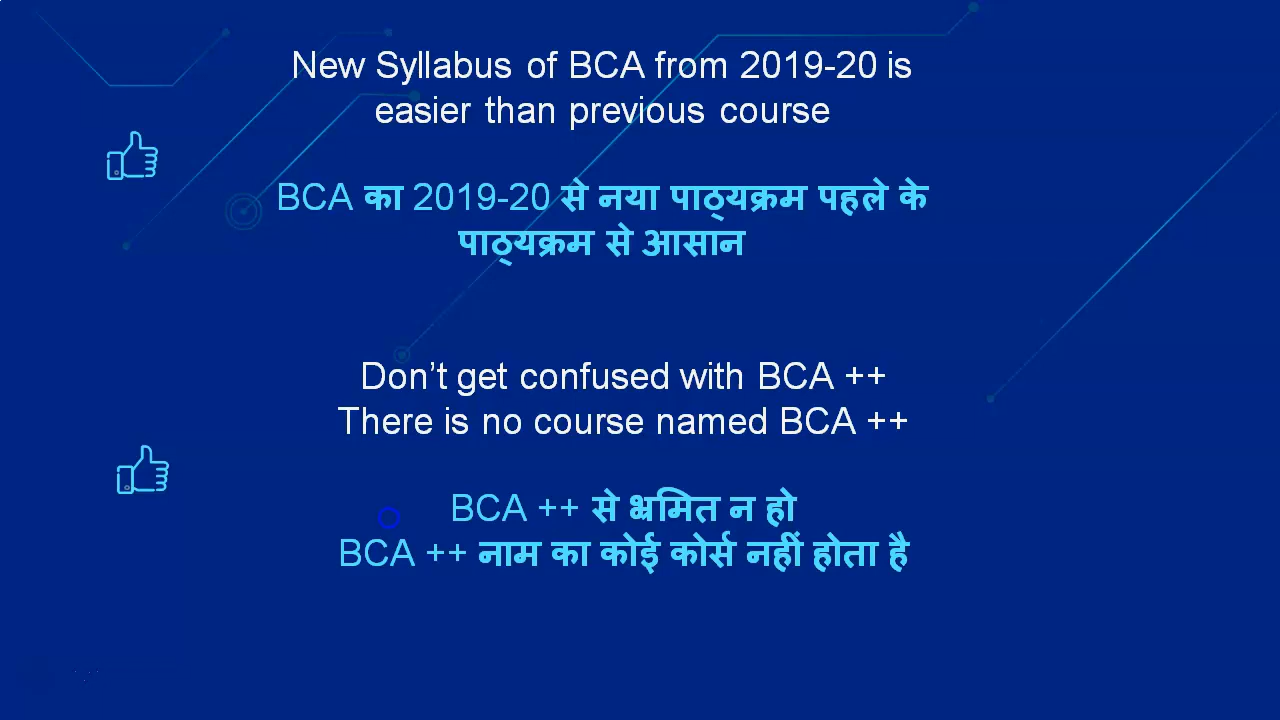 New Syllabus of BCA from 2019-20 is
easier than previous course
BCA का 2019-20 से नया पाठ्यक्रम पहले के
पाठ्यक्रम से आसान
Don’t get confused with BCA ++
There is no course named BCA ++
BCA ++ से भ्रमित न हो
BCA ++ नाम का कोई कोर्स नहीं होता है